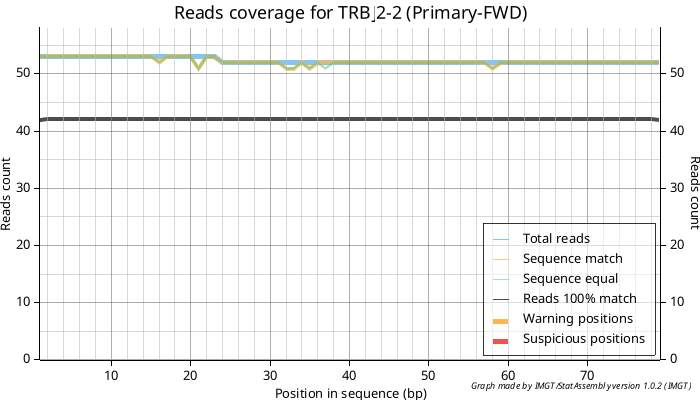 Reads coverage for TRBJ2-2 (Primary-FWD)
50 50
40 40
30 30
20 20
10 10
0 0
Reads count
Reads count
Total reads
Sequence match
Sequence equal
Reads 100% match
Warning positions
Suspicious positions
10 20 30 40 50 60 70
Position in sequence (bp)
Graph made by IMGT/StatAssembly version 1.0.2 (IMGT)